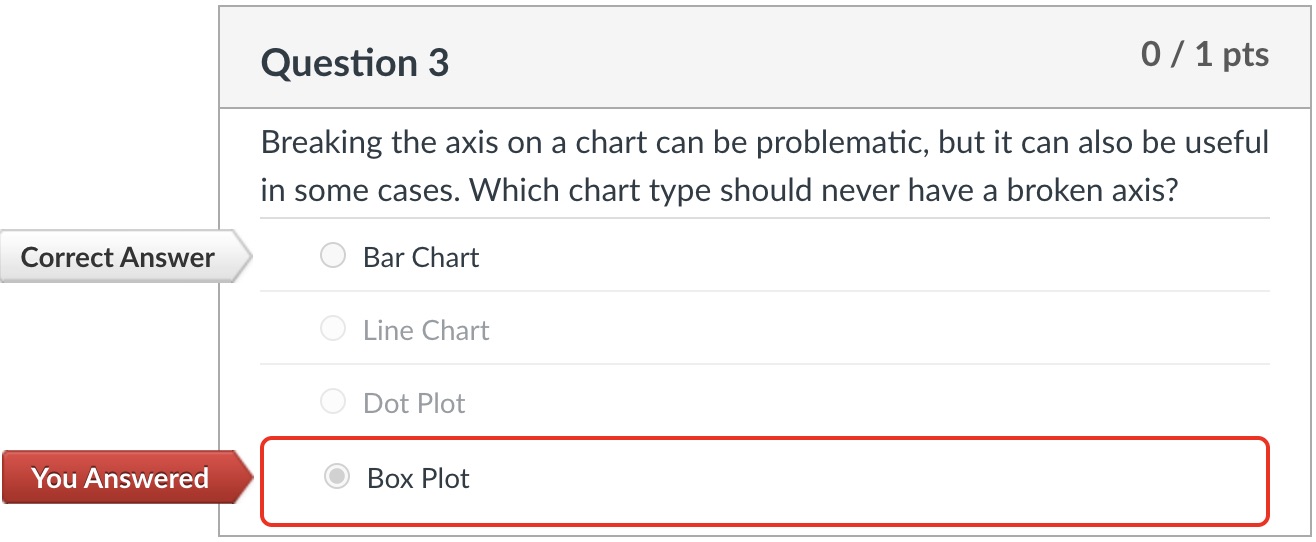 Question 3
0 / 1 pts
Breaking the axis on a chart can be problematic, but it can also be useful
in some cases. Which chart type should never have a broken axis?
Correct Answer
Bar Chart
Line Chart
Dot Plot
You Answered
Box Plot